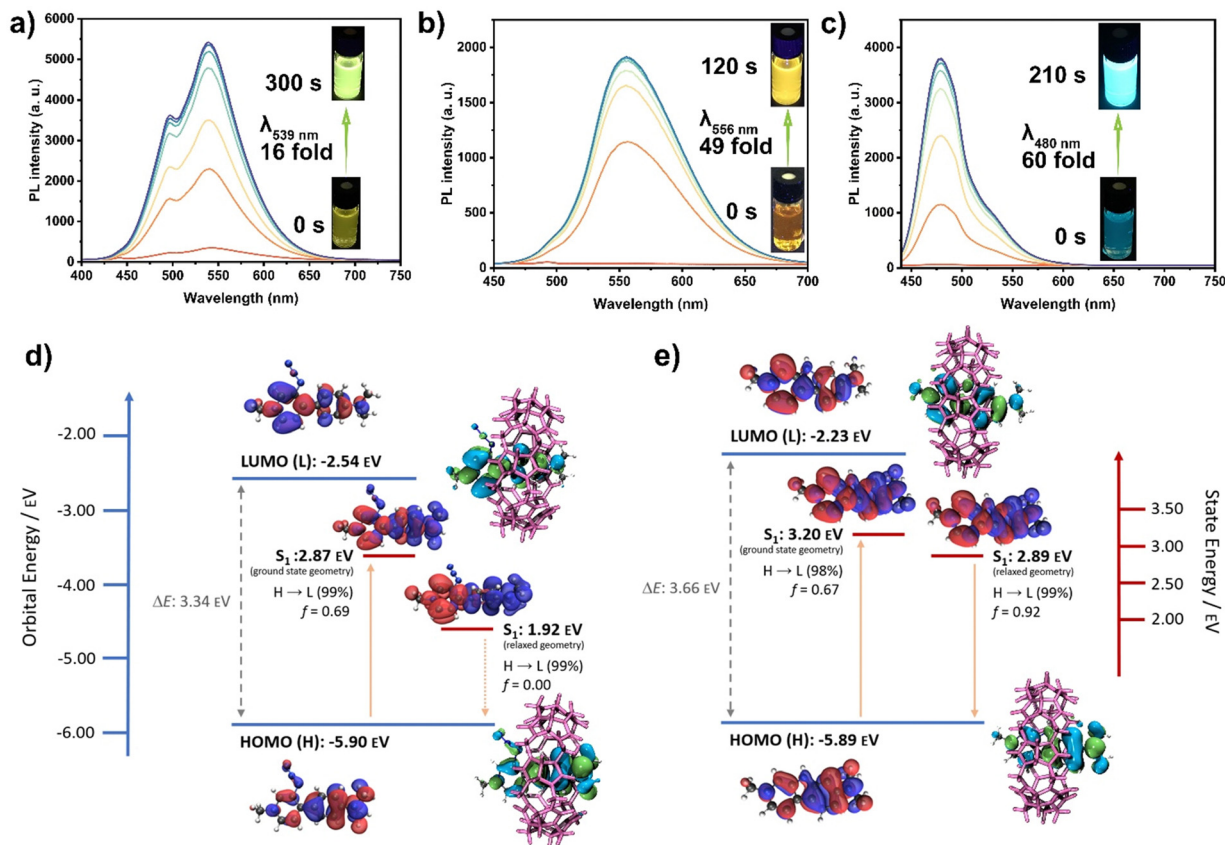 a)
6000
5000
4000
3000
2000
1000
0
PL intensity (a. u.)
400
450
500
550
600
650
700
750
Wavelength (nm)
300 s
λ539 nm
16 fold
0 s
b)
2000
1500
1000
500
0
PL intensity (a. u.)
450
500
550
600
650
700
Wavelength (nm)
120 s
λ556 nm
49 fold
0 s
c)
4000
3000
2000
1000
0
PL intensity (a. u.)
450
500
550
600
650
700
750
Wavelength (nm)
210 s
λ480 nm
60 fold
0 s
d)
Orbital Energy / EV
-2.00
-3.00
-4.00
-5.00
-6.00
LUMO (L): -2.54 EV
ΔE: 3.34 eV
S1:2.87 EV
(ground state geometry)
H → L (99%)
f = 0.69
S1: 1.92 EV
(relaxed geometry)
H → L (99%)
f = 0.00
HOMO (H): -5.90 EV
e)
LUMO (L): -2.23 EV
ΔE: 3.66 eV
S1: 3.20 EV
(ground state geometry)
H → L (98%)
f = 0.67
S1: 2.89 EV
(relaxed geometry)
H → L (99%)
f = 0.92
HOMO (H): -5.89 EV
3.50
3.00
2.50
2.00
State Energy / EV